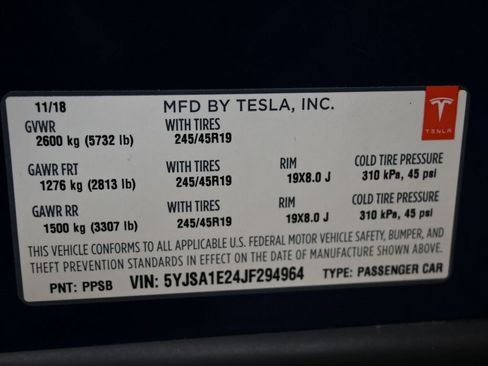 11/18 MFD BY TESLA, INC.
GVWR WITH TIRES
2600 kg (5732 lb) 245/45R19
TESLA
GAWR FRT WITH TIRES RIM COLD TIRE PRESSURE
1276 kg (2813 lb) 245/45R19 19X8.0 J 310 kPa, 45 psi
GAWR RR WITH TIRES RIM COLD TIRE PRESSURE
1500 kg (3307 lb) 245/45R19 19X8.0 J 310 kPa, 45 psi
THIS VEHICLE CONFORMS TO ALL APPLICABLE U.S. FEDERAL MOTOR VEHICLE SAFETY, BUMPER, AND
THEFT PREVENTION STANDARDS IN EFFECT ON THE DATE OF MANUFACTURE SHOWN ABOVE.
PNT: PPSB VIN: 5YJSA1E24JF294964 TYPE: PASSENGER CAR